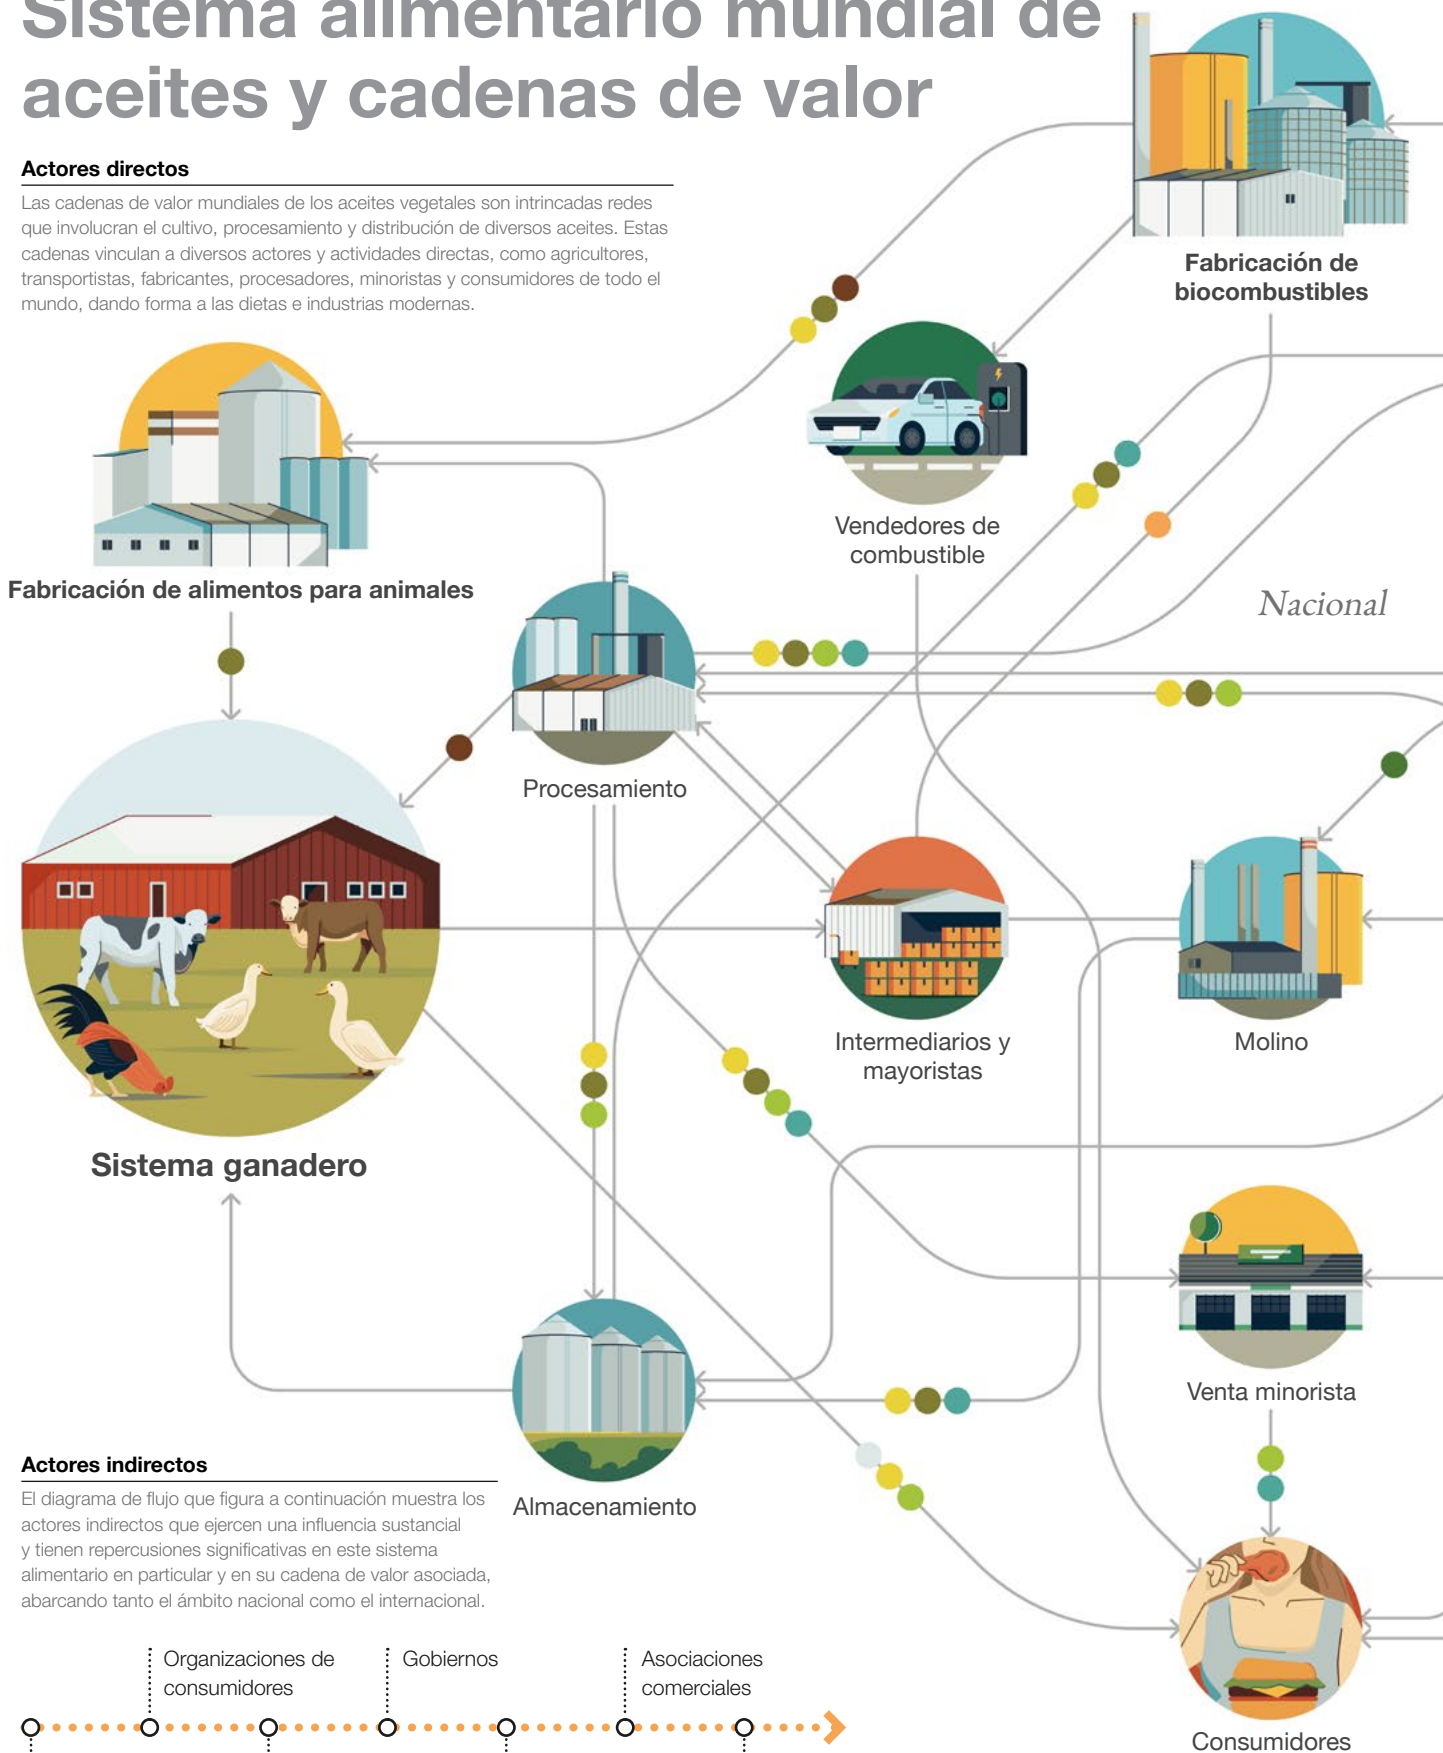 Sistema alimentario mundial de
aceites y cadenas de valor
Actores directos
Las cadenas de valor mundiales de los aceites vegetales son intrincadas redes
que involucran el cultivo, procesamiento y distribución de diversos aceites. Estas
cadenas vinculan a diversos actores y actividades directas, como agricultores,
transportistas, fabricantes, procesadores, minoristas y consumidores de todo el
mundo, dando forma a las dietas e industrias modernas.
Fabricación de
biocombustibles
Vendedores de
combustible
Fabricación de alimentos para animales
Nacional
Procesamiento
Intermediarios y
mayoristas
Molino
Sistema ganadero
Venta minorista
Almacenamiento
Actores indirectos
El diagrama de flujo que figura a continuación muestra los
actores indirectos que ejercen una influencia sustancial
y tienen repercusiones significativas en este sistema
alimentario en particular y en su cadena de valor asociada,
abarcando tanto el ámbito nacional como el internacional.
Organizaciones de
consumidores
Gobiernos
Asociaciones
comerciales
Consumidores